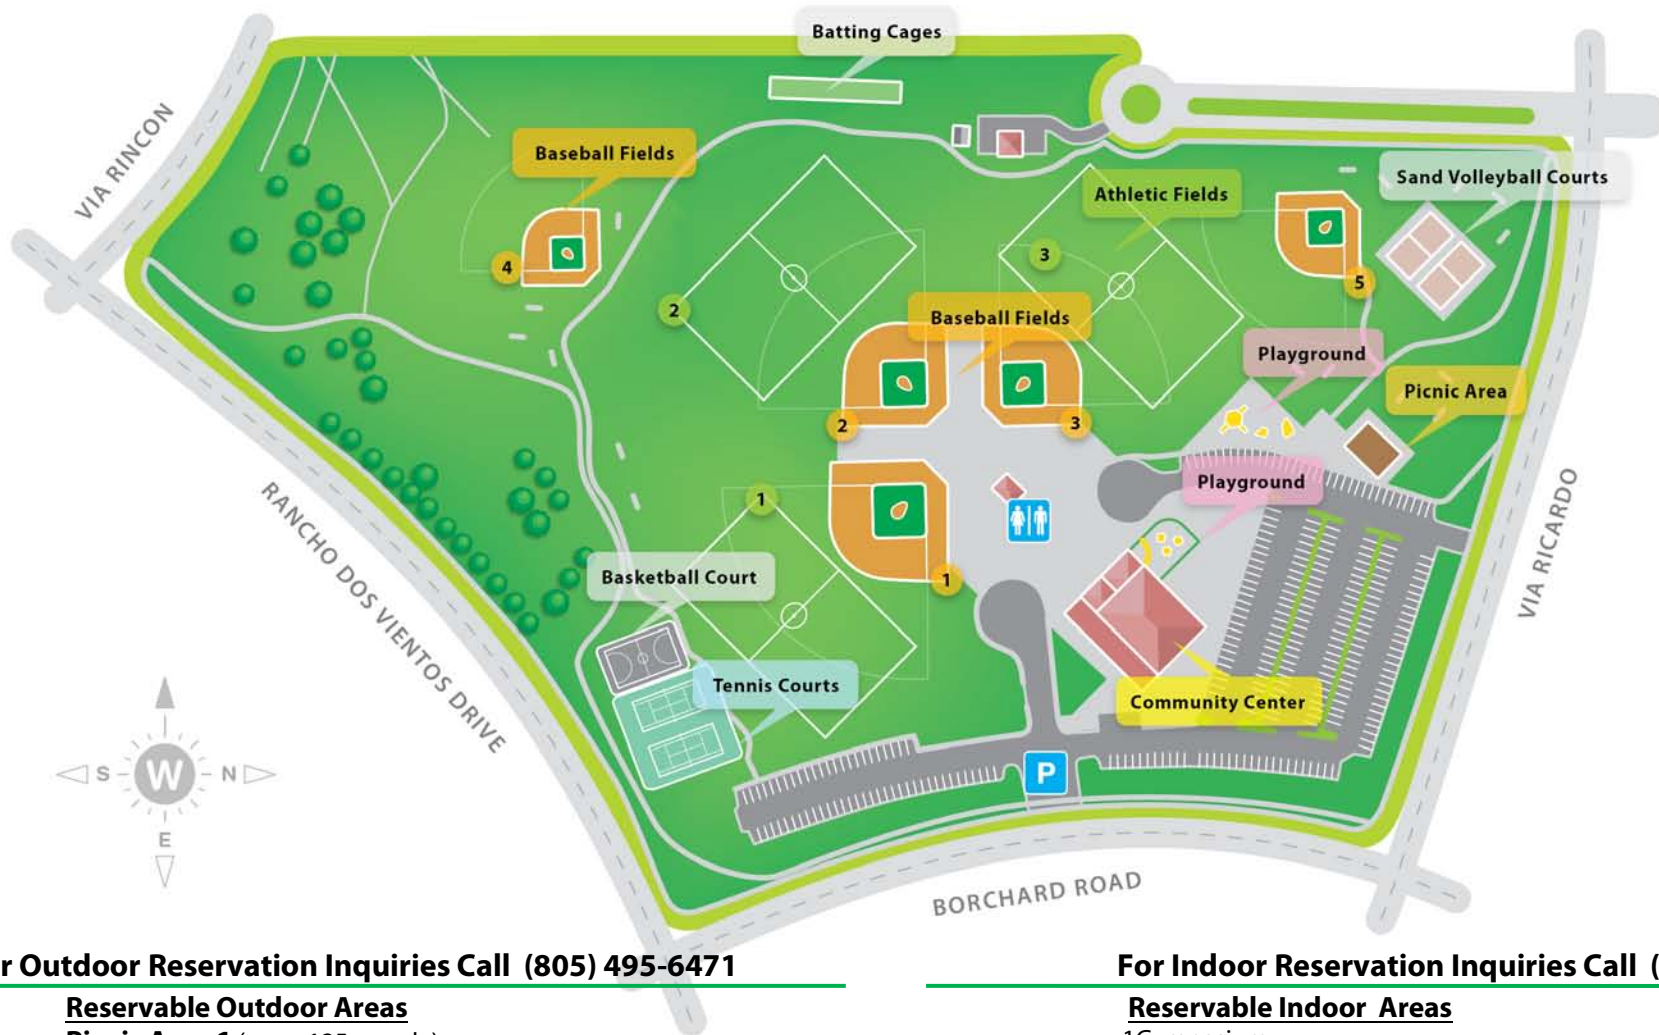 Batting Cages
VIA RINCON
Baseball Fields
Sand Volleyball Courts
Athletic Fields
4
3
5
2
Baseball Fields
Playground
Picnic Area
2
3
Playground
1
RANCHO DOS VIENTOS DRIVE
VIA RICARDO
Basketball Court
1
Tennis Courts
Community Center
S W N
E
P
BORCHARD ROAD
r Outdoor Reservation Inquiries Call (805) 495-6471
For Indoor Reservation Inquiries Call (
Reservable Outdoor Areas
Reservable Indoor Areas